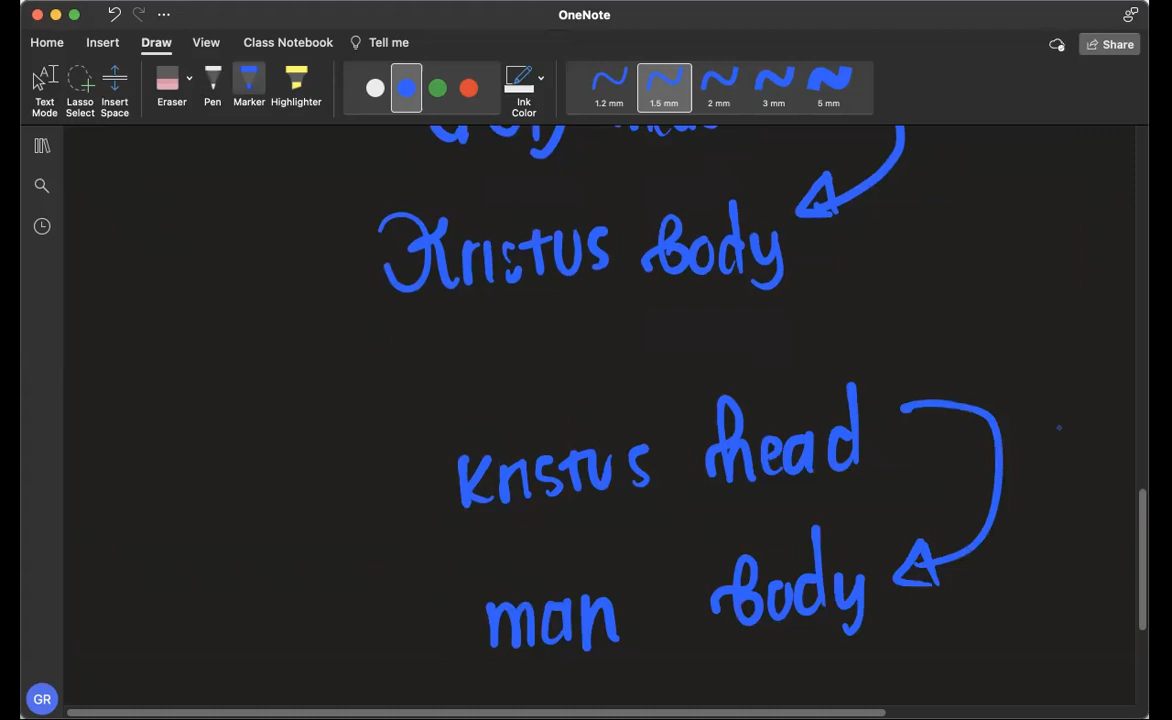 OneNote
Home Insert Draw View Class Notebook Tell me
Share
Text Mode
Lasso Select
Insert Space
Eraser
Pen
Marker
Highlighter
Ink Color
1.2 mm
1.5 mm
2 mm
3 mm
5 mm
Kristus body
Kristus head
man body
GR